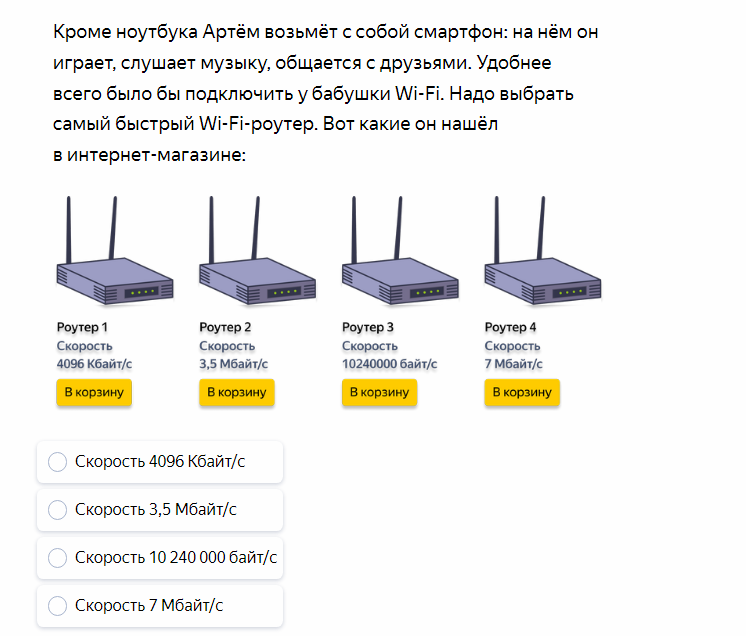 Кроме ноутбука Артём возьмёт с собой смартфон: на нём он
играет, слушает музыку, общается с друзьями. Удобнее
всего было бы подключить у бабушки Wi-Fi. Надо выбрать
самый быстрый Wi-Fi-роутер. Вот какие он нашёл
в интернет-магазине:
Роутер 1
Скорость
4096 Кбайт/с
В корзину
Роутер 2
Скорость
3,5 Мбайт/с
В корзину
Роутер 3
Скорость
10240000 байт/с
В корзину
Роутер 4
Скорость
7 Мбайт/с
В корзину
Скорость 4096 Кбайт/с
Скорость 3,5 Мбайт/с
Скорость 10 240 000 байт/с
Скорость 7 Мбайт/с